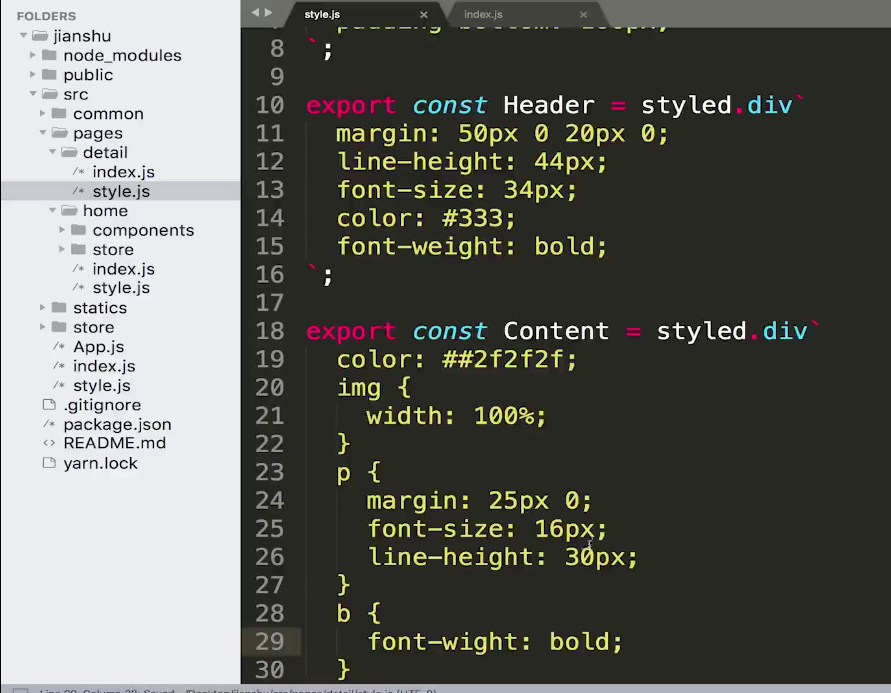 FOLDERS
jianshu
node_modules
public
src
common
pages
detail
index.js
style.js
home
components
store
index.js
style.js
statics
store
App.js
index.js
style.js
.gitignore
package.json
README.md
yarn.lock
style.js ×
index.js ×
8 `;
9
10 export const Header = styled.div`
11 margin: 50px 0 20px 0;
12 line-height: 44px;
13 font-size: 34px;
14 color: #333;
15 font-weight: bold;
16 `;
17
18 export const Content = styled.div`
19 color: ##2f2f2f;
20 img {
21 width: 100%;
22 }
23 p {
24 margin: 25px 0;
25 font-size: 16px;
26 line-height: 30px;
27 }
28 b {
29 font-wight: bold;
30 }